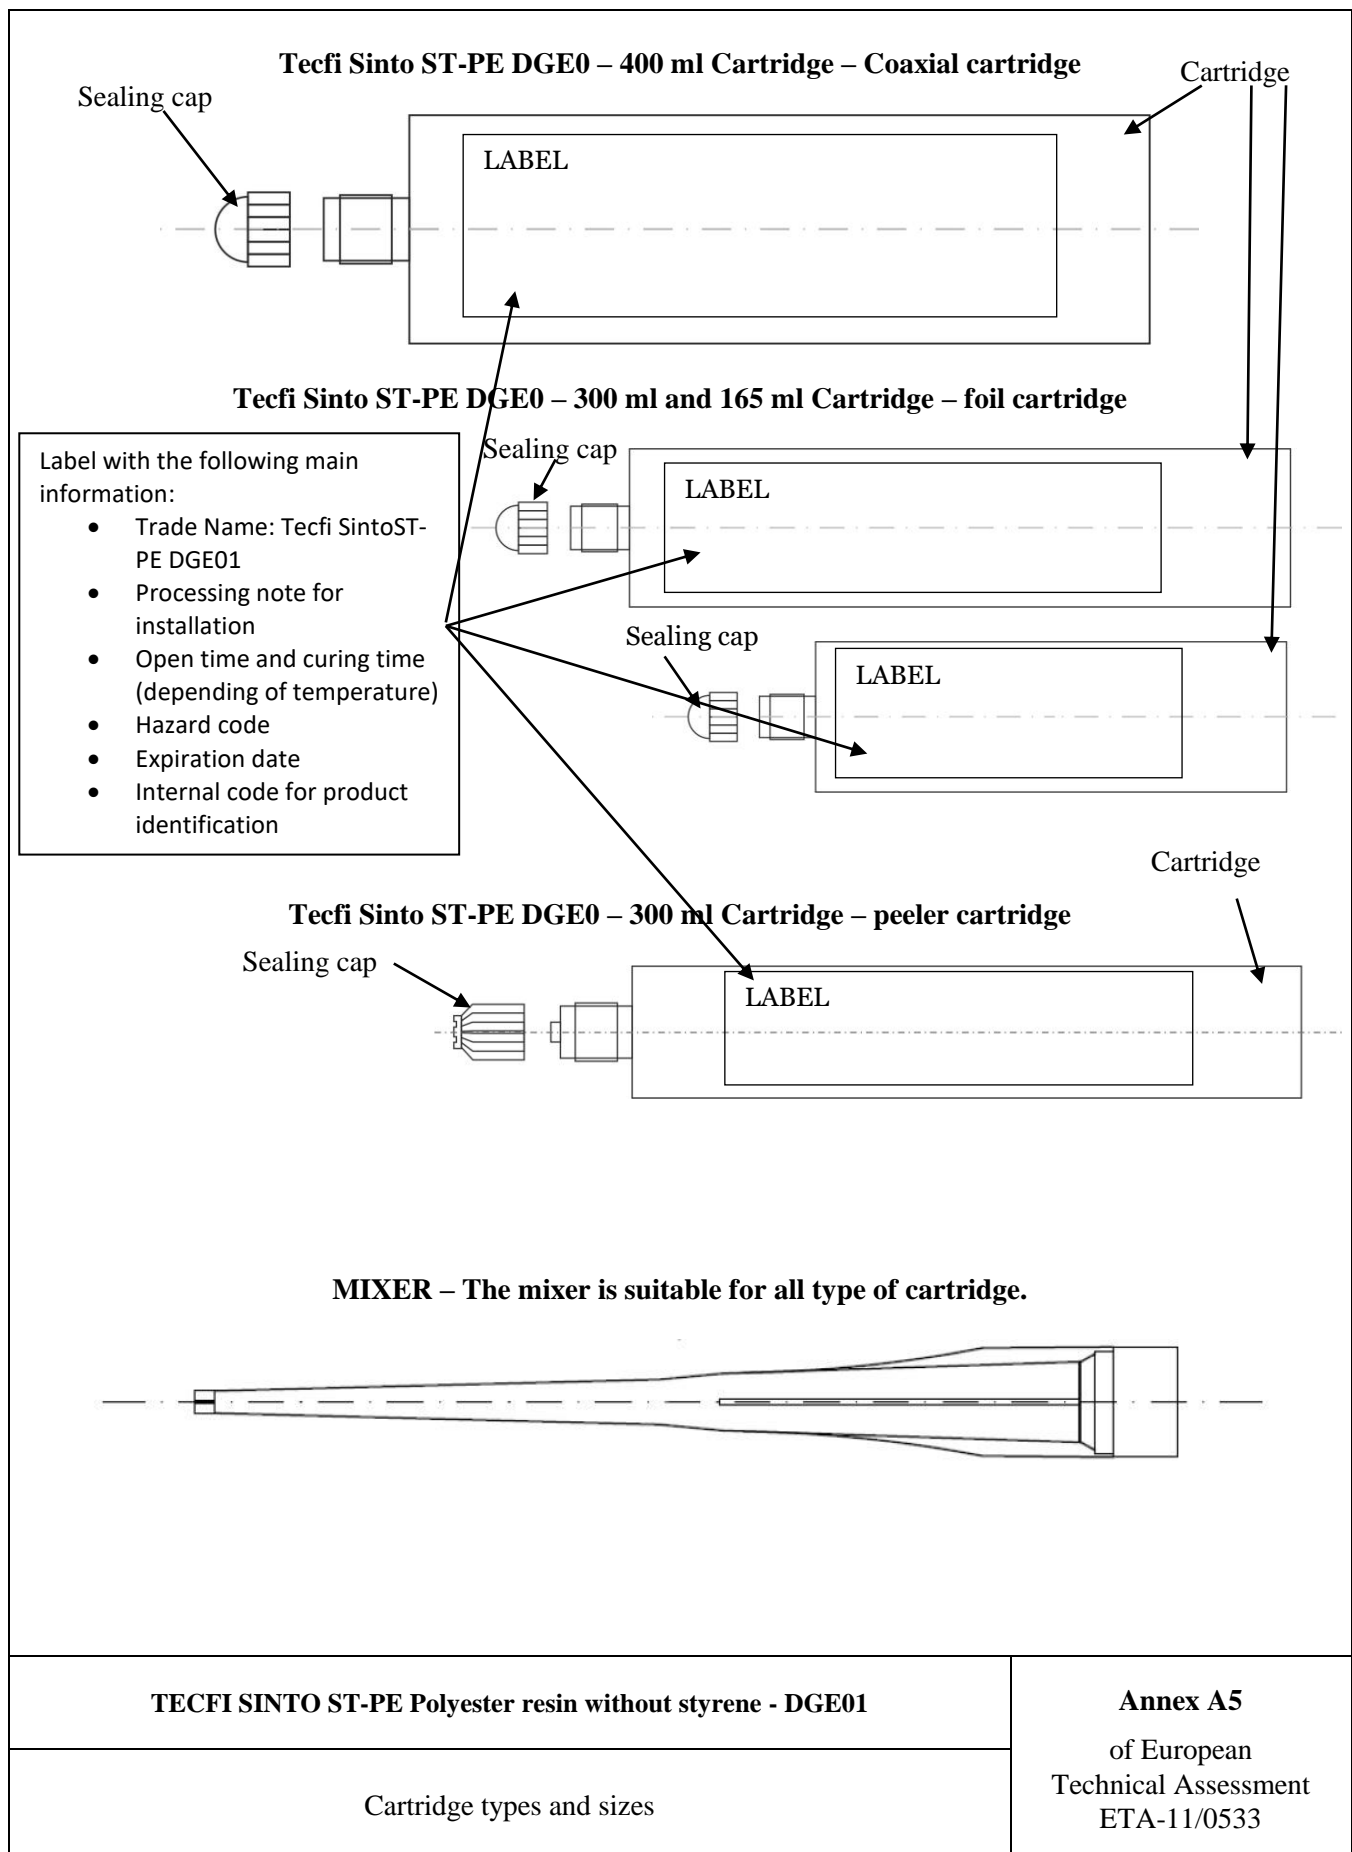 Tecfi Sinto ST-PE DGE0 – 400 ml Cartridge – Coaxial cartridge
Cartridge
Sealing cap
LABEL
Tecfi Sinto ST-PE DGE0 – 300 ml and 165 ml Cartridge – foil cartridge
Label with the following main
information:
• Trade Name: Tecfi SintoST-
PE DGE01
• Processing note for
installation
• Open time and curing time
(depending of temperature)
• Hazard code
• Expiration date
• Internal code for product
identification
Sealing cap
LABEL
Sealing cap
LABEL
Cartridge
Tecfi Sinto ST-PE DGE0 – 300 ml Cartridge – peeler cartridge
Sealing cap
LABEL
MIXER – The mixer is suitable for all type of cartridge.
TECFI SINTO ST-PE Polyester resin without styrene - DGE01
Cartridge types and sizes
Annex A5
of European
Technical Assessment
ETA-11/0533